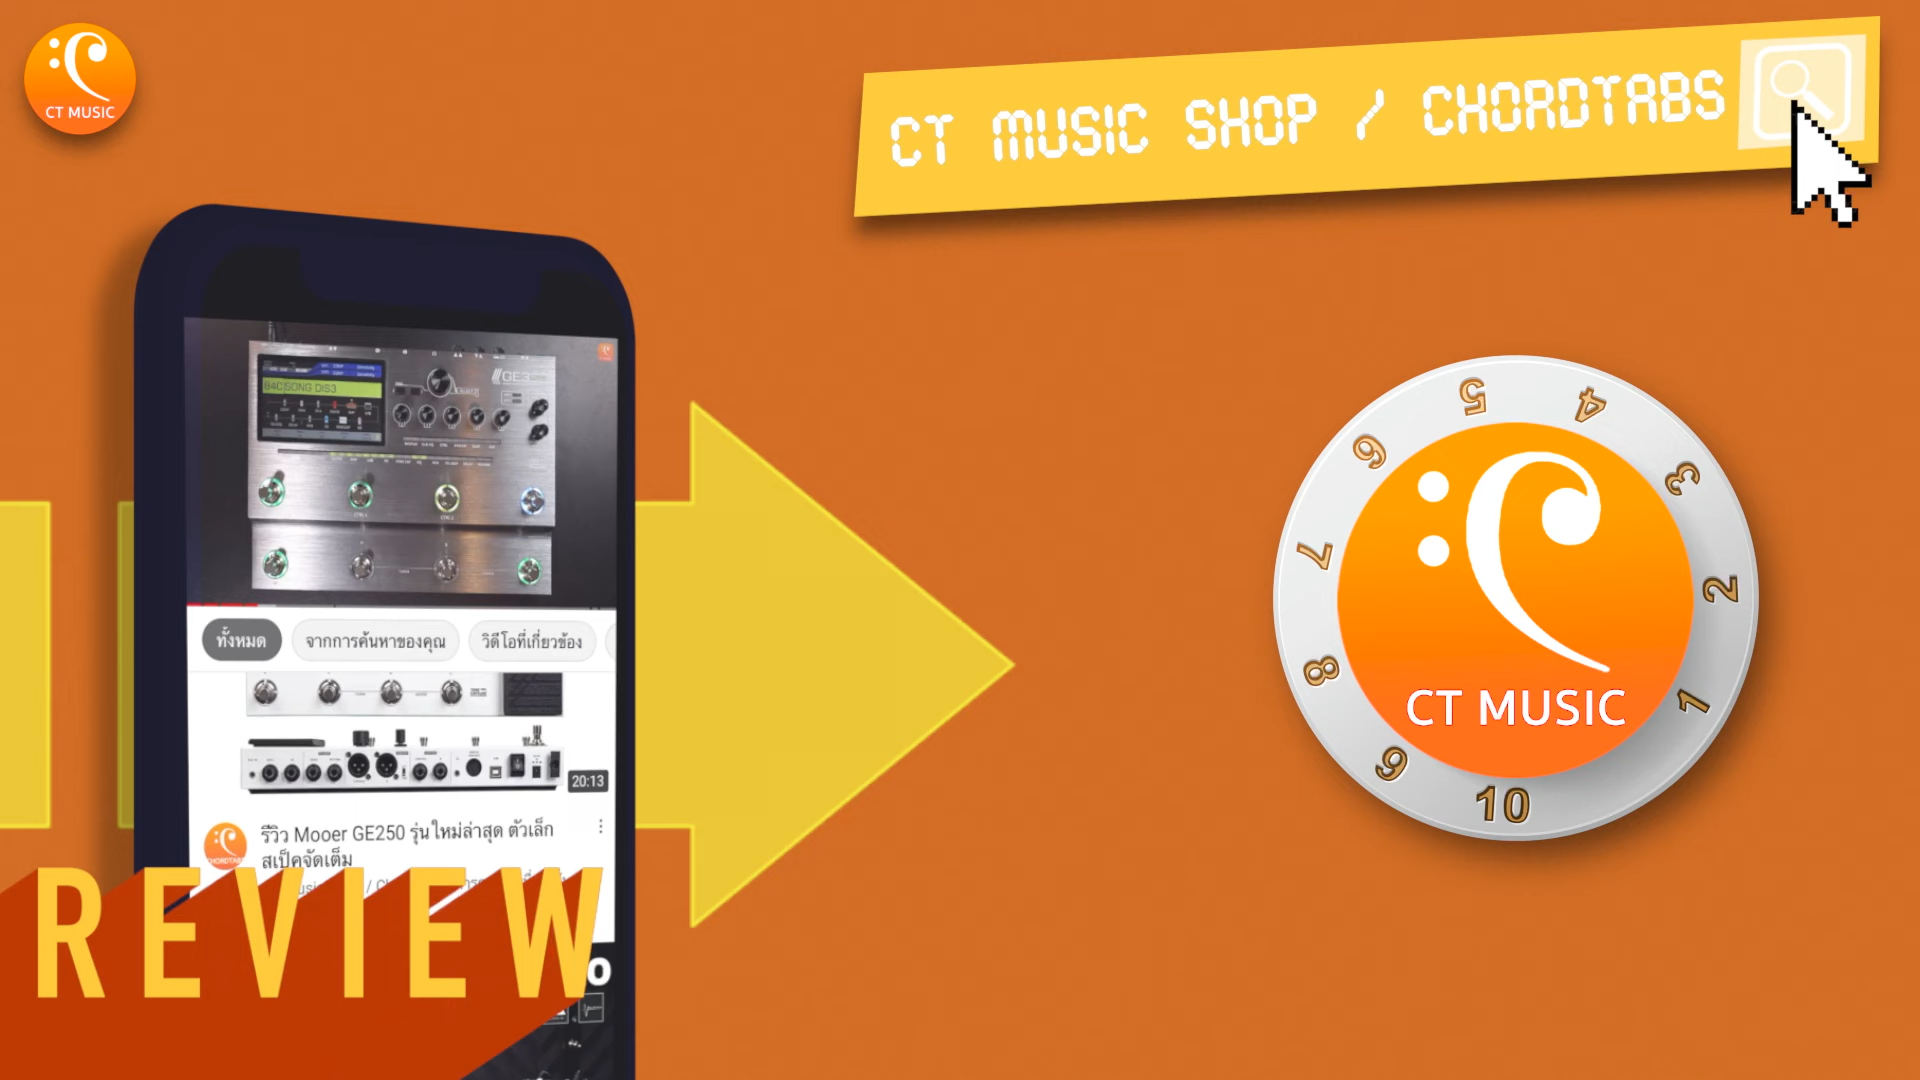 CT MUSIC
CT MUSIC SHOP / CHORDTABS
GE3
B4C|SONG DIS3
ทั้งหมด
จากการค้นหาของคุณ
วิดีโอที่เกี่ยวข้อง
20:13
รีวิว Mooer GE250 รุ่นใหม่ล่าสุด ตัวเล็ก
สเป็คจัดเต็ม
REVIEW
5 4
6 3
7 2
8 1
9 10
CT MUSIC